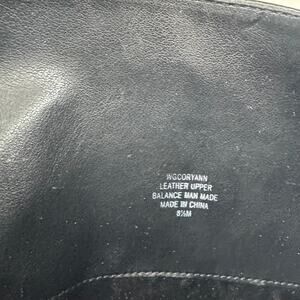 WGCORYANN
LEATHER UPPER
BALANCE MAN MADE
MADE IN CHINA
8½M